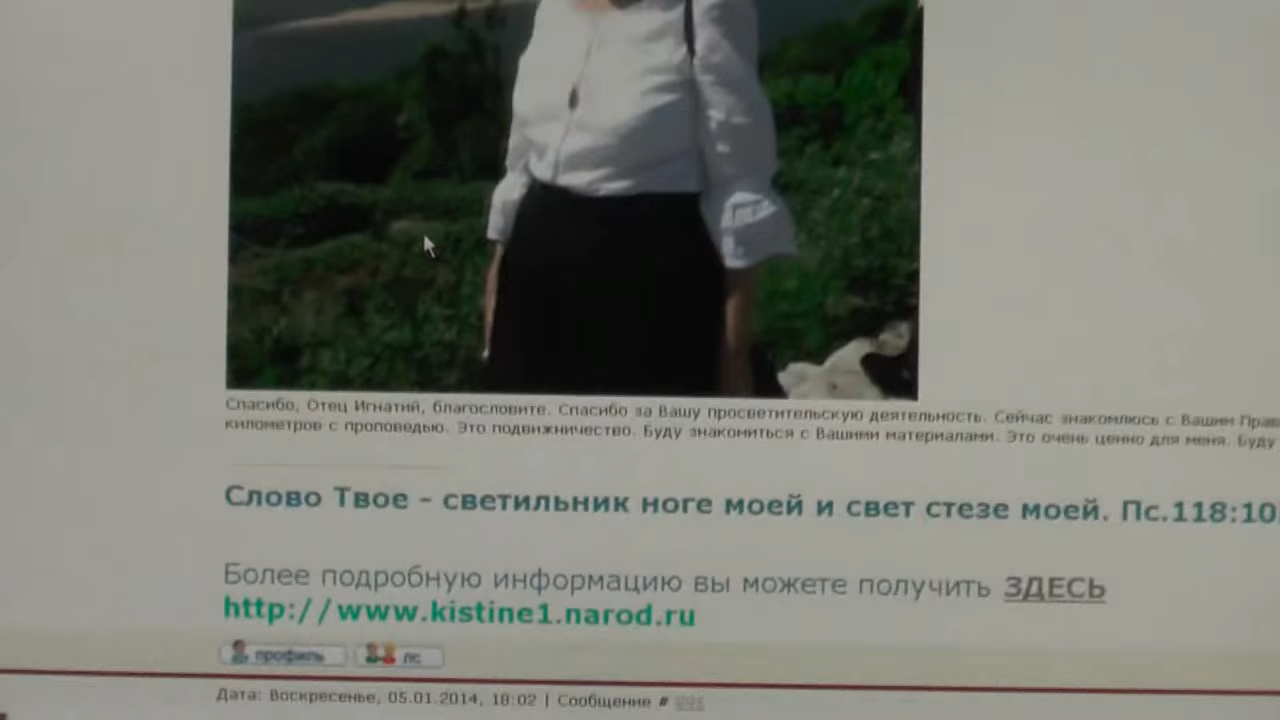 Спасибо, Отец Игнатий, благословите. Спасибо за Вашу просветительскую деятельность. Сейчас знакомлюсь с Вашим Прав
километров с проповедью. Это подвижничество. Буду знакомиться с Вашими материалами. Это очень ценно для меня. Буду
Слово Твое - светильник ноге моей и свет стезе моей. Пс.118:10
Более подробную информацию вы можете получить ЗДЕСЬ
http://www.kistine1.narod.ru
профиль лс
Дата: Воскресенье, 05.01.2014, 18:02 | Сообщение #